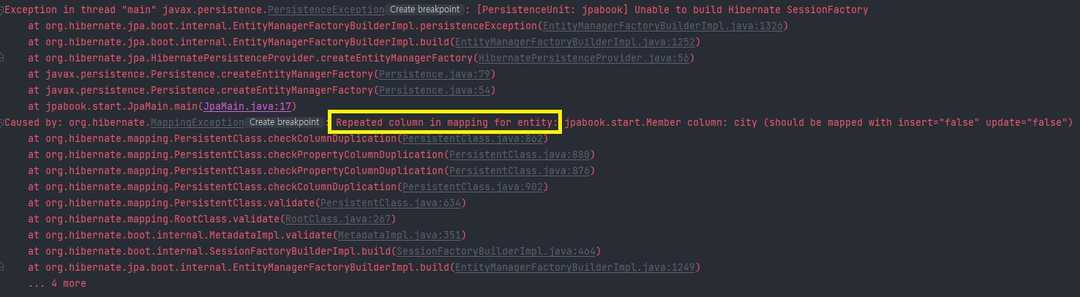 Exception in thread "main" javax.persistence.PersistenceException Create breakpoint : [PersistenceUnit: jpabook] Unable to build Hibernate SessionFactory
at org.hibernate.jpa.boot.internal.EntityManagerFactoryBuilderImpl.persistenceException(EntityManagerFactoryBuilderImpl.java:1326)
at org.hibernate.jpa.boot.internal.EntityManagerFactoryBuilderImpl.build(EntityManagerFactoryBuilderImpl.java:1252)
at org.hibernate.jpa.HibernatePersistenceProvider.createEntityManagerFactory(HibernatePersistenceProvider.java:56)
at javax.persistence.Persistence.createEntityManagerFactory(Persistence.java:79)
at javax.persistence.Persistence.createEntityManagerFactory(Persistence.java:54)
at jpabook.start.JpaMain.main(JpaMain.java:17)
Caused by: org.hibernate.MappingException Create breakpoint : Repeated column in mapping for entity: jpabook.start.Member column: city (should be mapped with insert="false" update="false")
at org.hibernate.mapping.PersistentClass.checkColumnDuplication(PersistentClass.java:862)
at org.hibernate.mapping.PersistentClass.checkPropertyColumnDuplication(PersistentClass.java:880)
at org.hibernate.mapping.PersistentClass.checkPropertyColumnDuplication(PersistentClass.java:876)
at org.hibernate.mapping.PersistentClass.checkColumnDuplication(PersistentClass.java:902)
at org.hibernate.mapping.PersistentClass.validate(PersistentClass.java:634)
at org.hibernate.mapping.RootClass.validate(RootClass.java:267)
at org.hibernate.boot.internal.MetadataImpl.validate(MetadataImpl.java:351)
at org.hibernate.boot.internal.SessionFactoryBuilderImpl.build(SessionFactoryBuilderImpl.java:464)
at org.hibernate.jpa.boot.internal.EntityManagerFactoryBuilderImpl.build(EntityManagerFactoryBuilderImpl.java:1249)
... 4 more